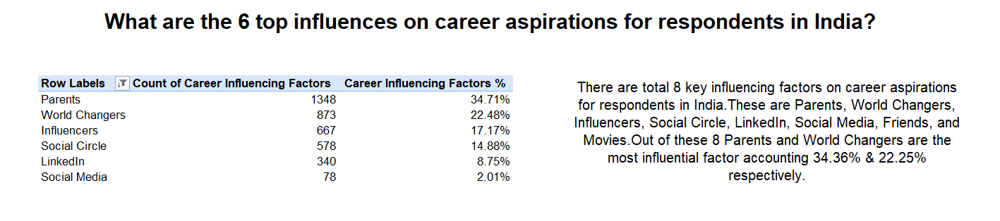 What are the 6 top influences on career aspirations for respondents in India?
Row Labels Count of Career Influencing Factors Career Influencing Factors %
Parents 1348 34.71%
World Changers 873 22.48%
Influencers 667 17.17%
Social Circle 578 14.88%
LinkedIn 340 8.75%
Social Media 78 2.01%
There are total 8 key influencing factors on career aspirations
for respondents in India.These are Parents, World Changers,
Influencers, Social Circle, LinkedIn, Social Media, Friends, and
Movies.Out of these 8 Parents and World Changers are the
most influential factor accounting 34.36% & 22.25%
respectively.